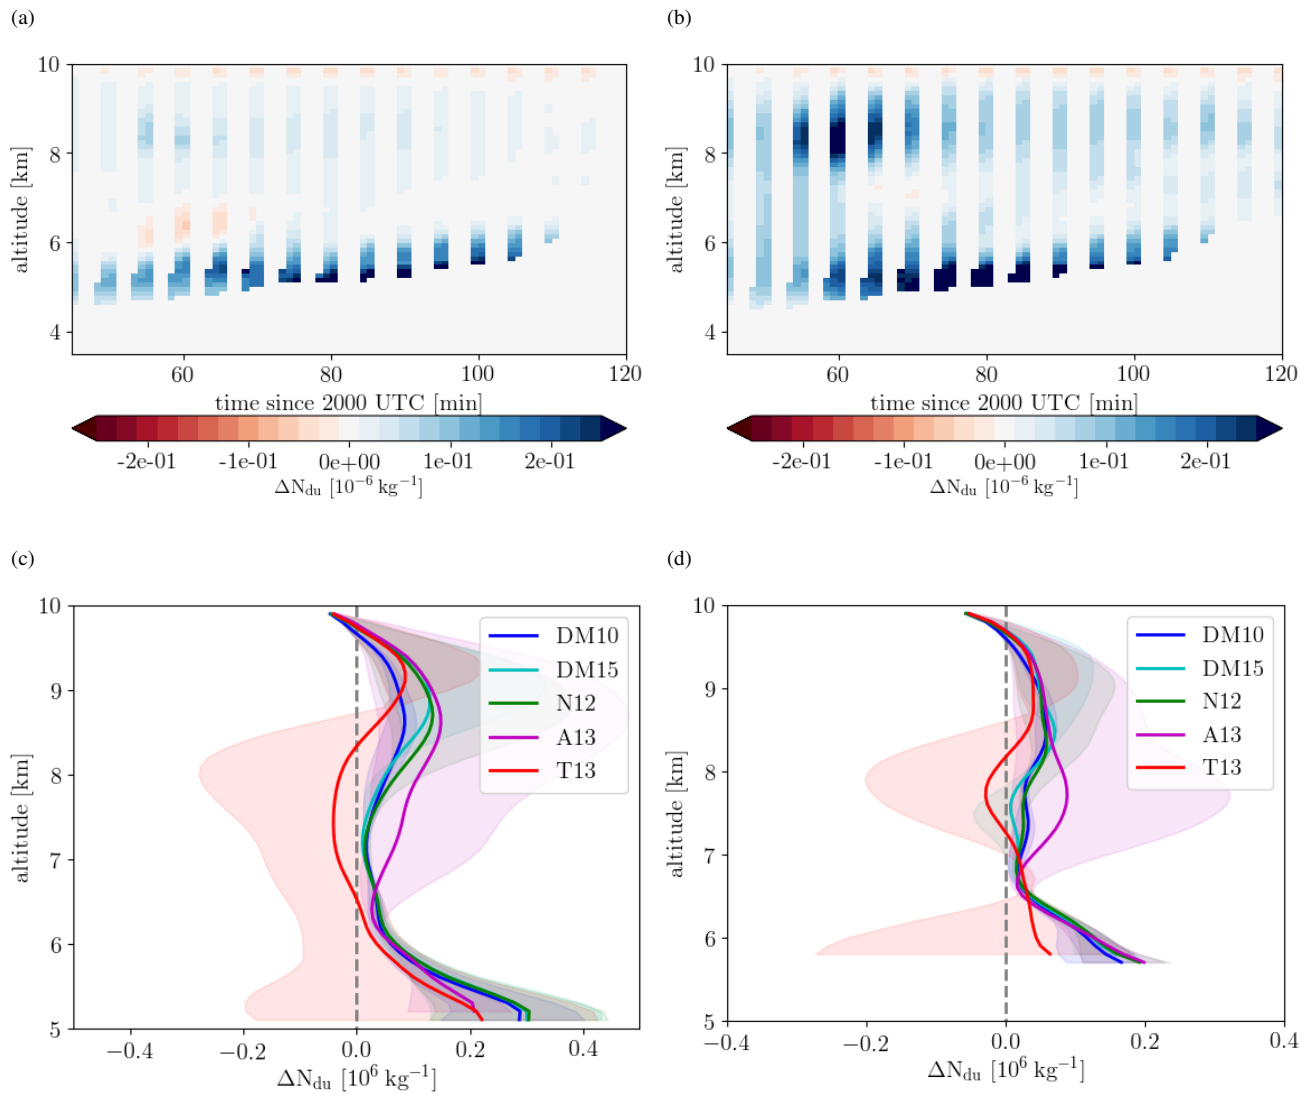 (a)
(b)
10
8
6
4
altitude [km]
60
80
100
120
time since 2000 UTC [min]
-2e-01
-1e-01
0e+00
1e-01
2e-01
ΔN_du [10^−6 kg^−1]
10
8
6
4
altitude [km]
60
80
100
120
time since 2000 UTC [min]
-2e-01
-1e-01
0e+00
1e-01
2e-01
ΔN_du [10^−6 kg^−1]
(c)
(d)
10
9
8
7
6
5
altitude [km]
DM10
DM15
N12
A13
T13
−0.4
−0.2
0.0
0.2
0.4
ΔN_du [10^6 kg^−1]
10
9
8
7
6
5
altitude [km]
DM10
DM15
N12
A13
T13
−0.4
−0.2
0.0
0.2
0.4
ΔN_du [10^6 kg^−1]